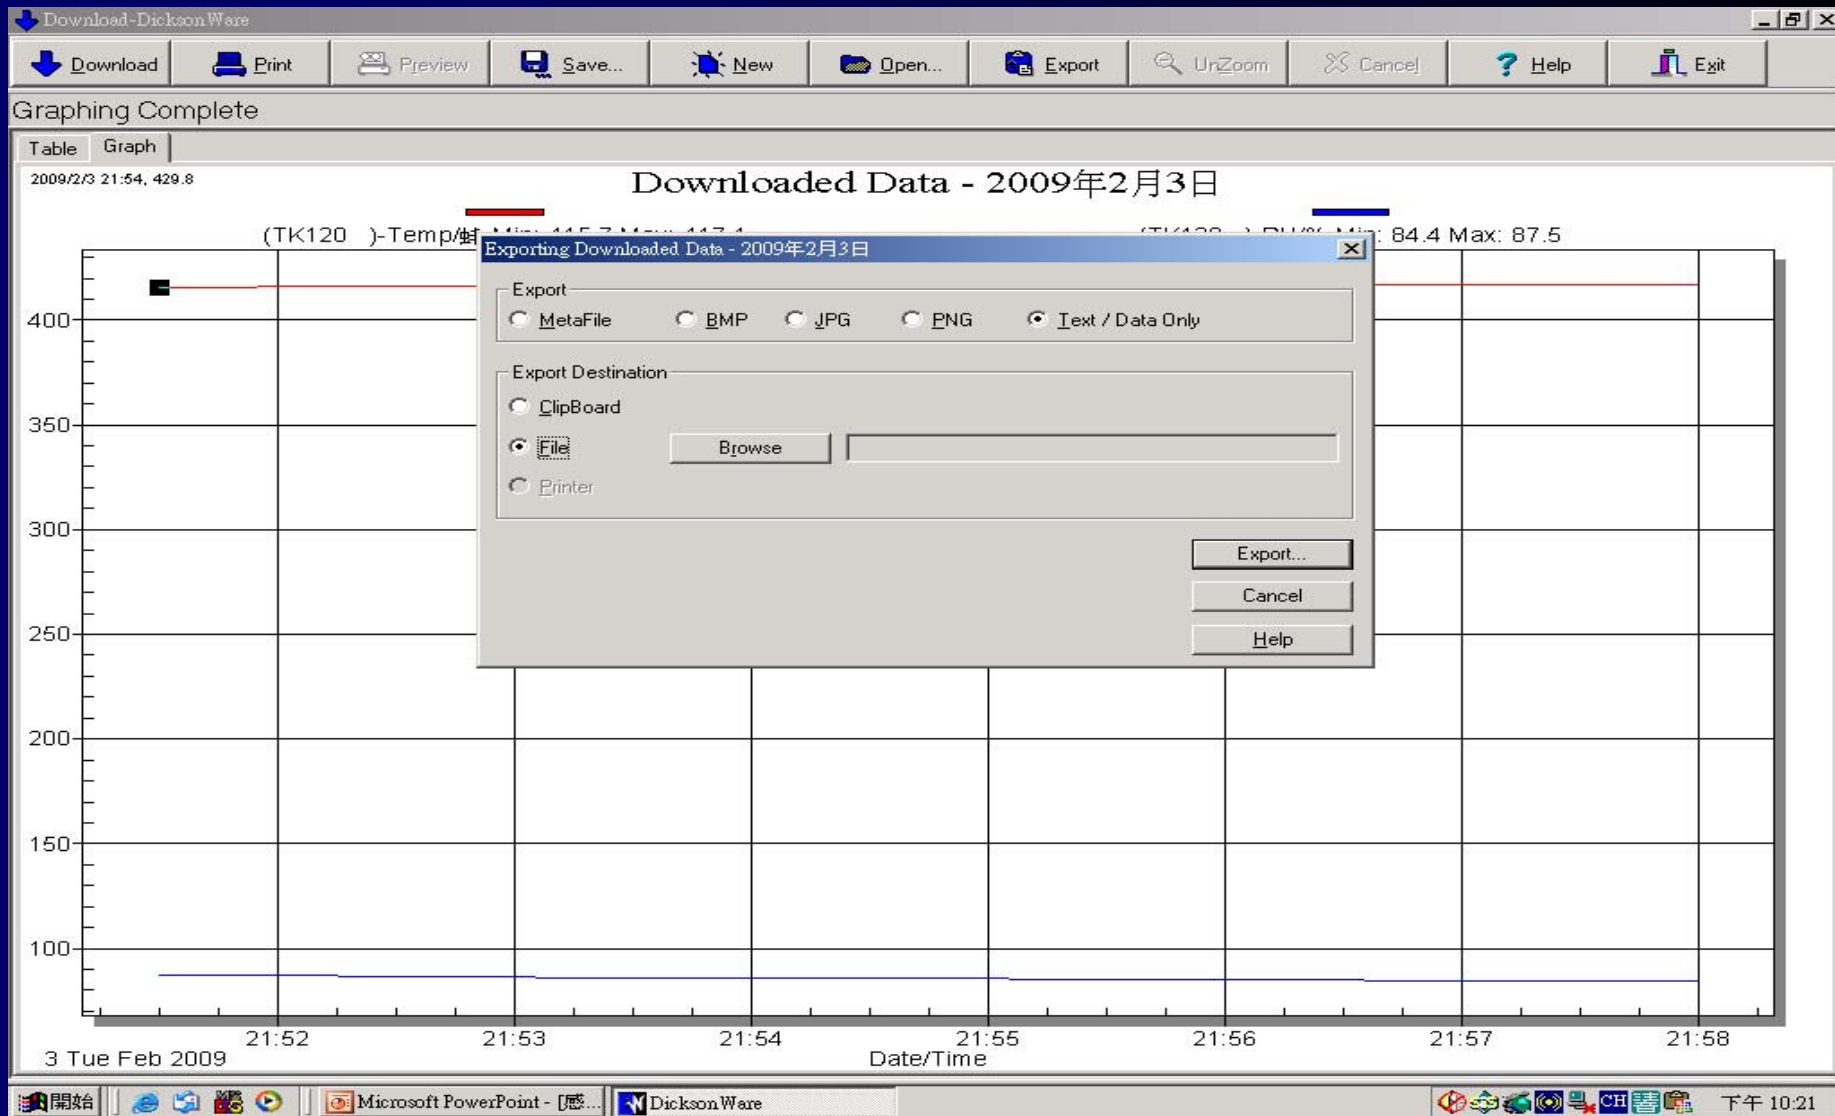 Download-DicksonWare
Download Print Preview Save... New Open... Export UnZoom Cancel Help Exit
Graphing Complete
Table Graph
2009/2/3 21:54, 429.8
Downloaded Data - 2009年2月3日
(TK120 )-Temp/
84.4 Max: 87.5
Exporting Downloaded Data - 2009年2月3日
Export
MetaFile BMP JPG PNG Text / Data Only
Export Destination
ClipBoard
File Browse
Printer
Export...
Cancel
Help
400
350
300
250
200
150
100
21:52 21:53 21:54 21:55 21:56 21:57 21:58
3 Tue Feb 2009 Date/Time
開始 Microsoft PowerPoint - [感... DicksonWare CH 下午 10:21